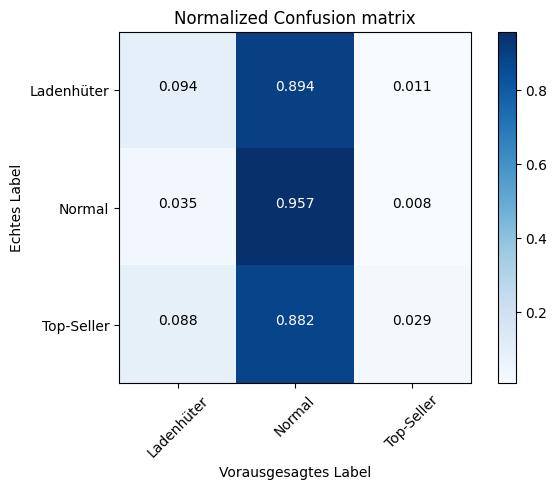 Normalized Confusion matrix
Echtes Label
Ladenhüter
0.094 0.894 0.011
Normal
0.035 0.957 0.008
Top-Seller
0.088 0.882 0.029
Ladenhüter Normal Top-Seller
Vorausgesagtes Label
0.8
0.6
0.4
0.2